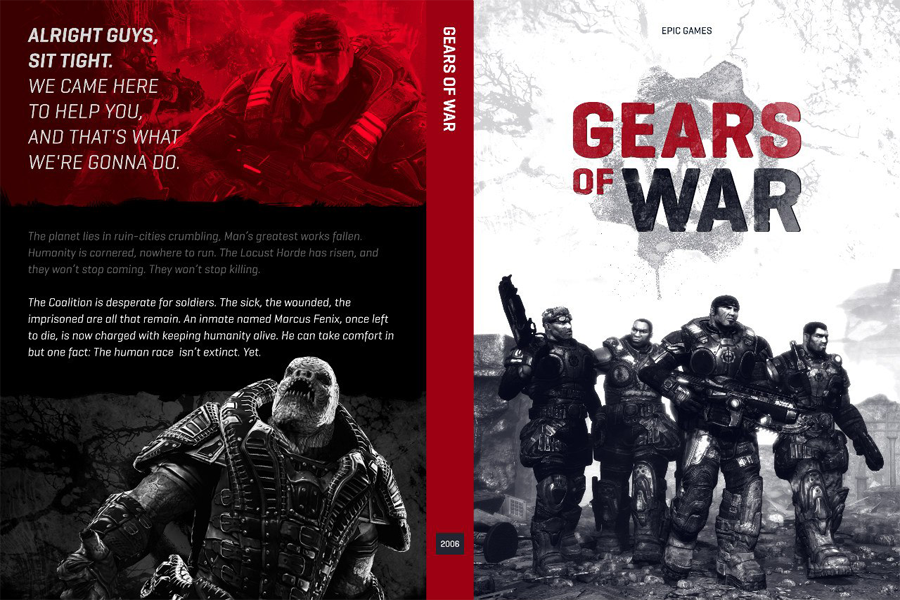 ALRIGHT GUYS,
SIT TIGHT.
WE CAME HERE
TO HELP YOU,
AND THAT'S WHAT
WE'RE GONNA DO.
The planet lies in ruin-cities crumbling, Man's greatest works fallen.
Humanity is cornered, nowhere to run. The Locust Horde has risen, and
they won't stop coming. They won't stop killing.
The Coalition is desperate for soldiers. The sick, the wounded, the
imprisoned are all that remain. An inmate named Marcus Fenix, once left
to die, is now charged with keeping humanity alive. He can take comfort in
but one fact: The human race isn't extinct. Yet.
GEARS OF WAR
2006
EPIC GAMES
GEARS
OF WAR